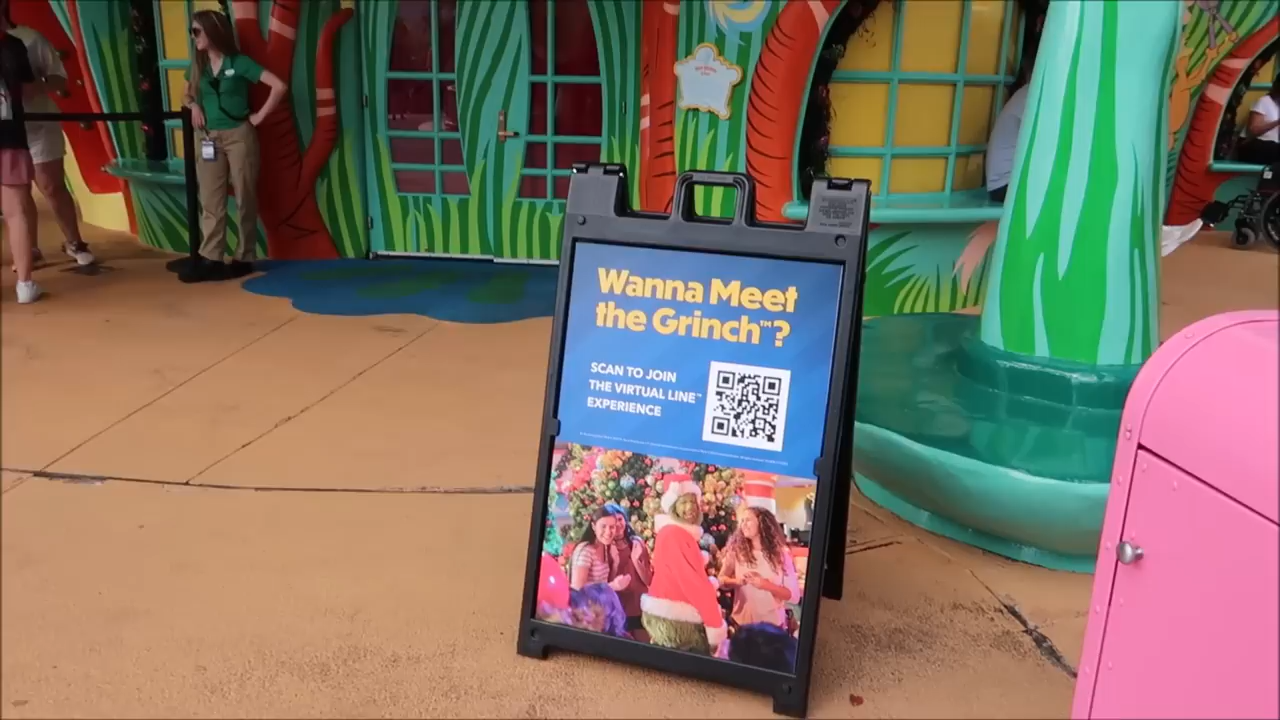 Wanna Meet
the Grinch™?
SCAN TO JOIN
THE VIRTUAL LINE™
EXPERIENCE